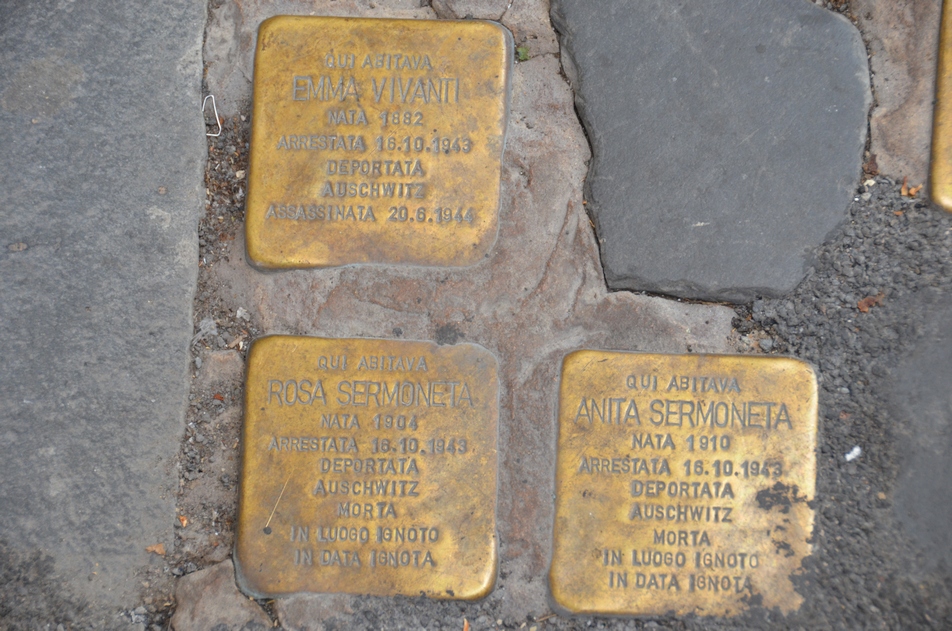 QUI ABITAVA
EMMA VIVANTI
NATA 1882
ARRESTATA 16.10.1943
DEPORTATA
AUSCHWITZ
ASSASSINATA 20.6.1944
QUI ABITAVA
ROSA SERMONETA
NATA 1904
ARRESTATA 16.10.1943
DEPORTATA
AUSCHWITZ
MORTA
IN LUOGO IGNOTO
IN DATA IGNOTA
QUI ABITAVA
ANITA SERMONETA
NATA 1910
ARRESTATA 16.10.1943
DEPORTATA
AUSCHWITZ
MORTA
IN LUOGO IGNOTO
IN DATA IGNOTA